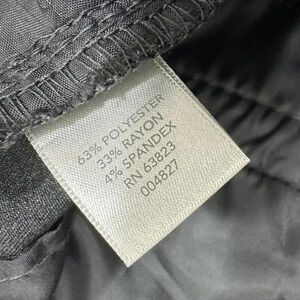 63% POLYESTER
33% RAYON
4% SPANDEX
RN 63823
004827